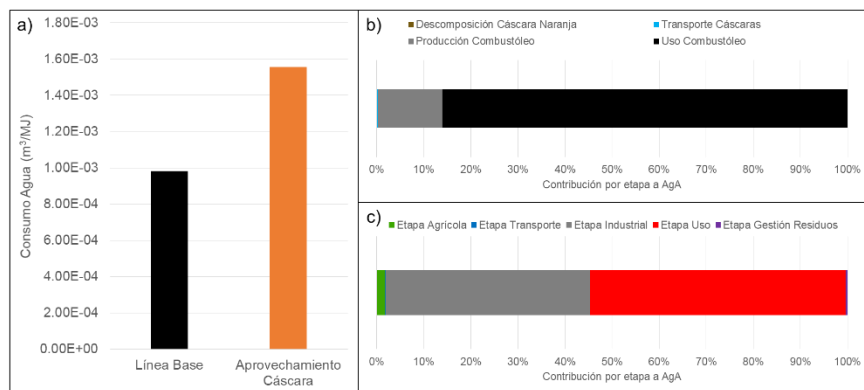 a)
1.80E-03
1.60E-03
1.40E-03
1.20E-03
1.00E-03
8.00E-04
6.00E-04
4.00E-04
2.00E-04
0.00E+00
Consumo Agua (m³/MJ)
Línea Base
Aprovechamiento
Cáscara
b)
Descomposición Cáscara Naranja
Transporte Cáscaras
Producción Combustóleo
Uso Combustóleo
0% 10% 20% 30% 40% 50% 60% 70% 80% 90% 100%
Contribución por etapa a AgA
c)
Etapa Agrícola Etapa Transporte Etapa Industrial Etapa Uso Etapa Gestión Residuos
0% 10% 20% 30% 40% 50% 60% 70% 80% 90% 100%
Contribución por etapa a AgA